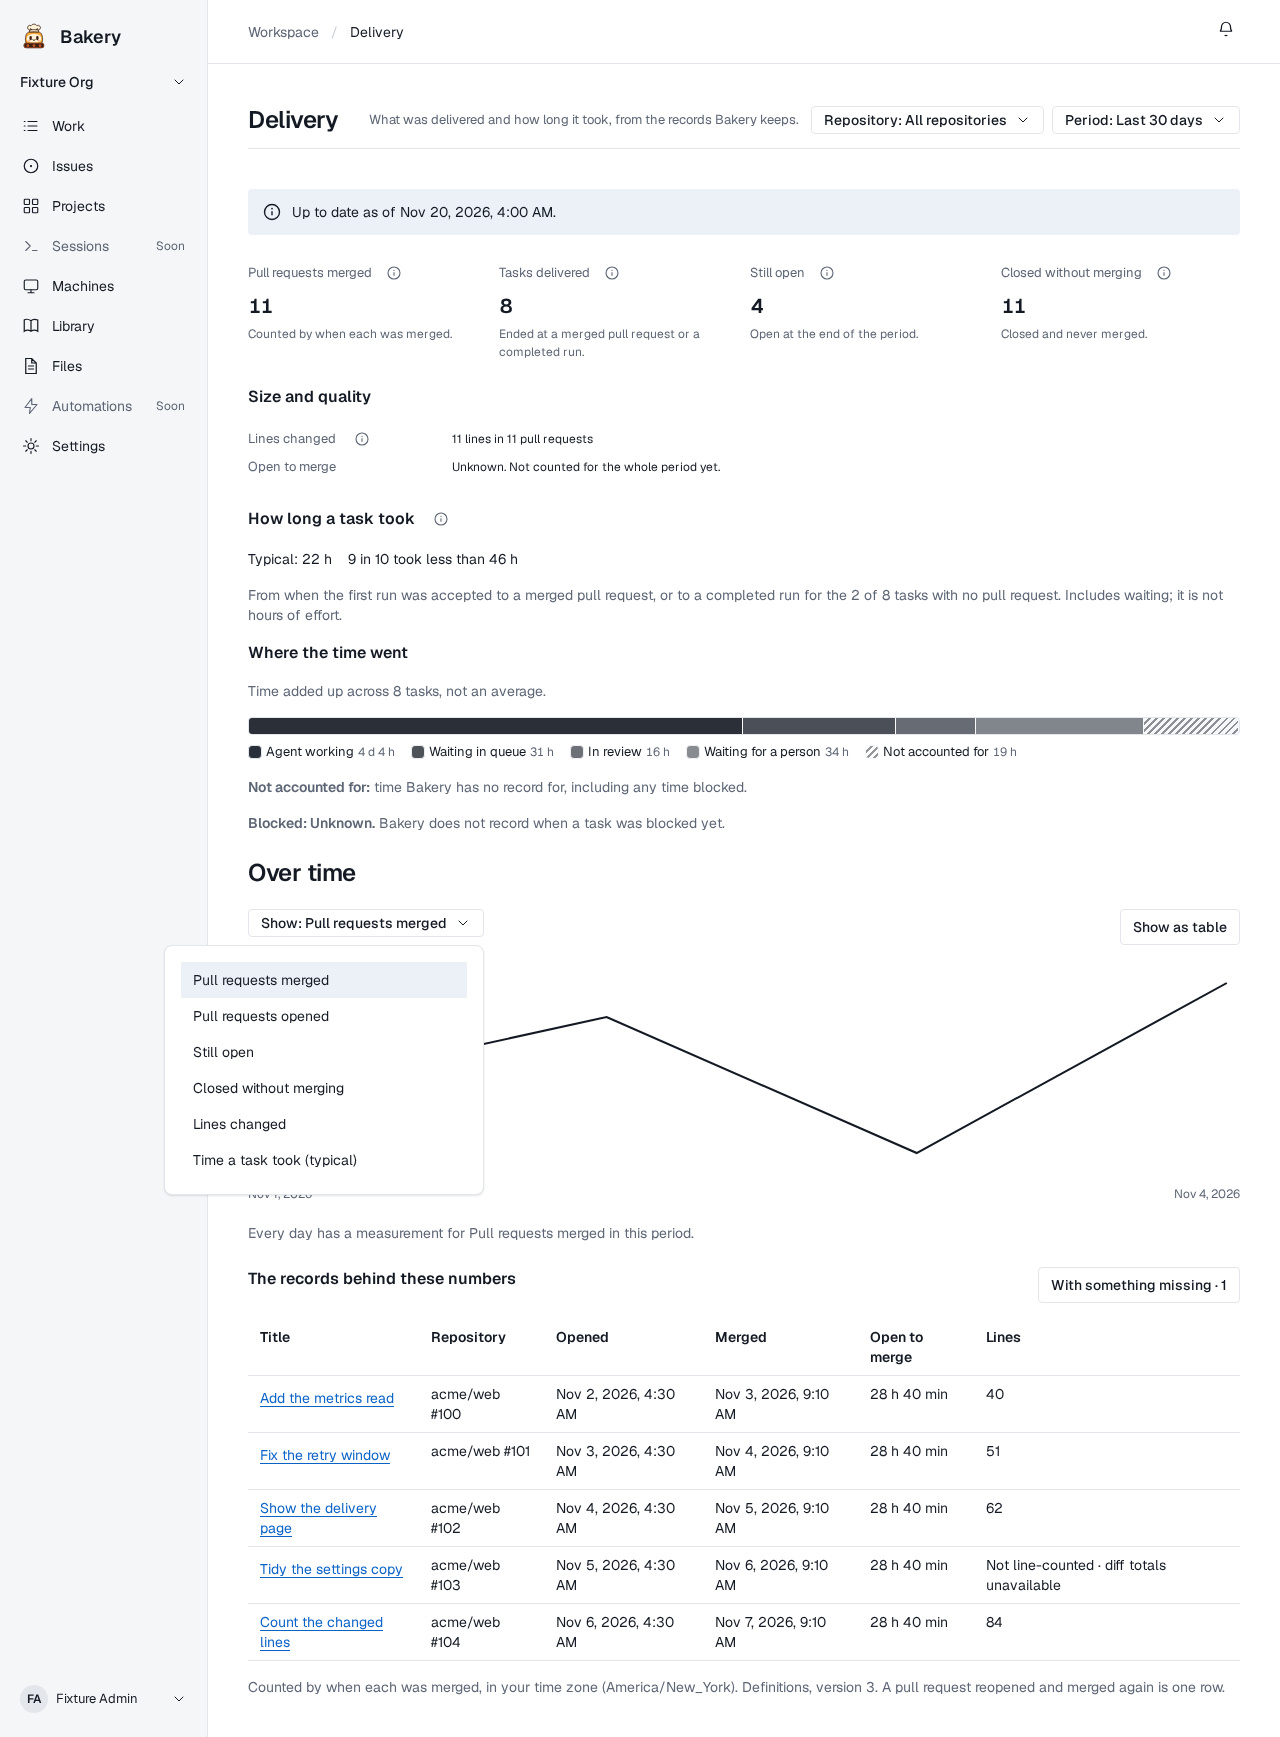 Bakery
Fixture Org
Work
Issues
Projects
Sessions Soon
Machines
Library
Files
Automations Soon
Settings
FA Fixture Admin
Workspace / Delivery
Delivery
What was delivered and how long it took, from the records Bakery keeps.
Repository: All repositories
Period: Last 30 days
Up to date as of Nov 20, 2026, 4:00 AM.
Pull requests merged
11
Counted by when each was merged.
Tasks delivered
8
Ended at a merged pull request or a
completed run.
Still open
4
Open at the end of the period.
Closed without merging
11
Closed and never merged.
Size and quality
Lines changed 11 lines in 11 pull requests
Open to merge Unknown. Not counted for the whole period yet.
How long a task took
Typical: 22 h 9 in 10 took less than 46 h
From when the first run was accepted to a merged pull request, or to a completed run for the 2 of 8 tasks with no pull request. Includes waiting; it is not
hours of effort.
Where the time went
Time added up across 8 tasks, not an average.
Agent working 4 d 4 h Waiting in queue 31 h In review 16 h Waiting for a person 34 h Not accounted for 19 h
Not accounted for: time Bakery has no record for, including any time blocked.
Blocked: Unknown. Bakery does not record when a task was blocked yet.
Over time
Show: Pull requests merged
Show as table
Pull requests merged
Pull requests opened
Still open
Closed without merging
Lines changed
Time a task took (typical)
Nov 1, 2026
Nov 4, 2026
Every day has a measurement for Pull requests merged in this period.
The records behind these numbers
With something missing · 1
Title Repository Opened Merged Open to
merge Lines
Add the metrics read acme/web
#100 Nov 2, 2026, 4:30
AM Nov 3, 2026, 9:10
AM 28 h 40 min 40
Fix the retry window acme/web #101 Nov 3, 2026, 4:30
AM Nov 4, 2026, 9:10
AM 28 h 40 min 51
Show the delivery
page acme/web
#102 Nov 4, 2026, 4:30
AM Nov 5, 2026, 9:10
AM 28 h 40 min 62
Tidy the settings copy acme/web
#103 Nov 5, 2026, 4:30
AM Nov 6, 2026, 9:10
AM 28 h 40 min Not line-counted · diff totals
unavailable
Count the changed
lines acme/web
#104 Nov 6, 2026, 4:30
AM Nov 7, 2026, 9:10
AM 28 h 40 min 84
Counted by when each was merged, in your time zone (America/New_York). Definitions, version 3. A pull request reopened and merged again is one row.